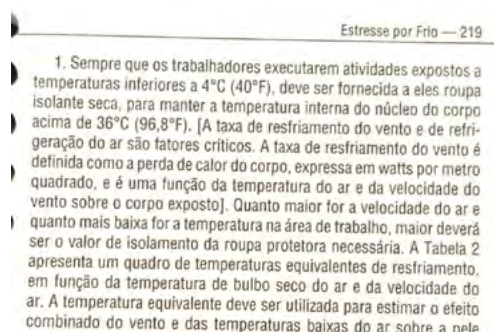 Estresse por Frio — 219
1. Sempre que os trabalhadores executarem atividades expostos a
temperaturas inferiores a 4°C (40°F), deve ser fornecida a eles roupa
isolante seca, para manter a temperatura interna do núcleo do corpo
acima de 36°C (96,8°F). [A taxa de resfriamento do vento e de refri-
geração do ar são fatores críticos. A taxa de resfriamento do vento é
definida como a perda de calor do corpo, expressa em watts por metro
quadrado, e é uma função da temperatura do ar e da velocidade do
vento sobre o corpo exposto]. Quanto maior for a velocidade do ar e
quanto mais baixa for a temperatura na área de trabalho, maior deverá
ser o valor de isolamento da roupa protetora necessária. A Tabela 2
apresenta um quadro de temperaturas equivalentes de resfriamento,
em função da temperatura de bulbo seco do ar e da velocidade do
ar. A temperatura equivalente deve ser utilizada para estimar o efeito
combinado do vento e das temperaturas baixas do ar sobre a pele